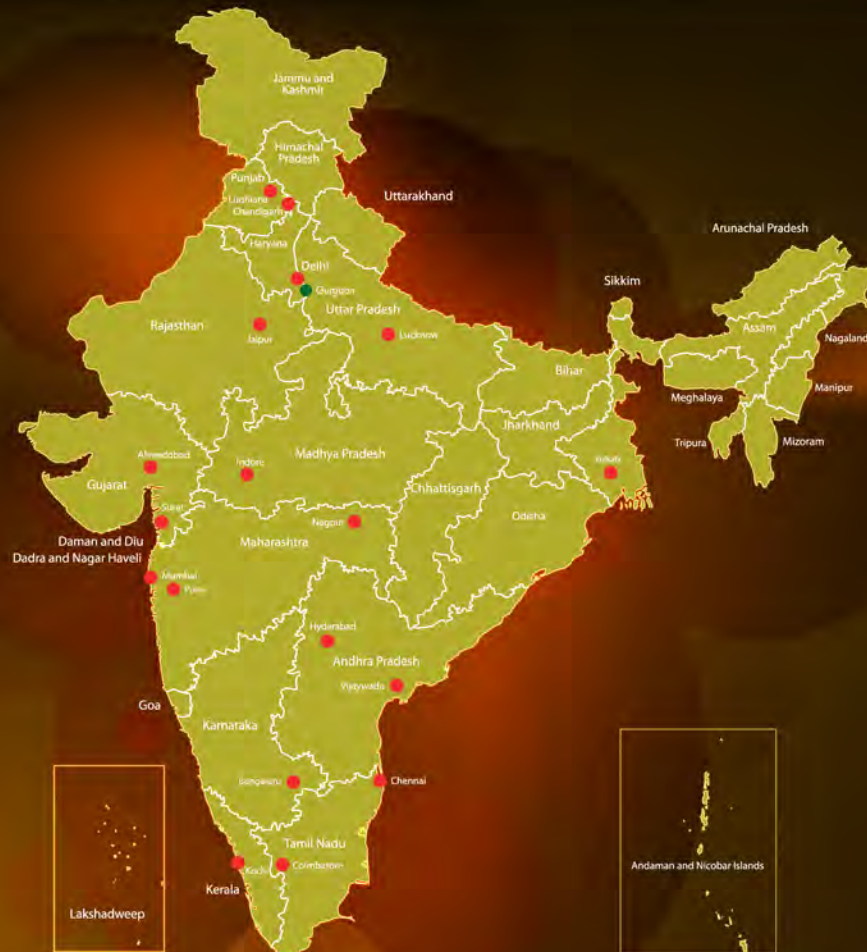 Jammu and
Kashmir
Himachal
Pradesh
Punjab
Ludhiana
Chandigarh
Uttarakhand
Haryana
Arunachal Pradesh
Delhi
Gurgaon
Sikkim
Uttar Pradesh
Rajasthan
Jaipur
Lucknow
Assam
Nagaland
Bihar
Meghalaya
Manipur
Jharkhand
Tripura
Mizoram
Ahmedabad
Indore
Madhya Pradesh
Kolkata
Gujarat
Chhattisgarh
Surat
Nagpur
Odisha
Daman and Diu
Maharashtra
Dadra and Nagar Haveli
Mumbai
Pune
Hyderabad
Andhra Pradesh
Vijaywada
Goa
Karnataka
Bengaluru
Chennai
Tamil Nadu
Kochi
Coimbatore
Andaman and Nicobar Islands
Kerala
Lakshadweep